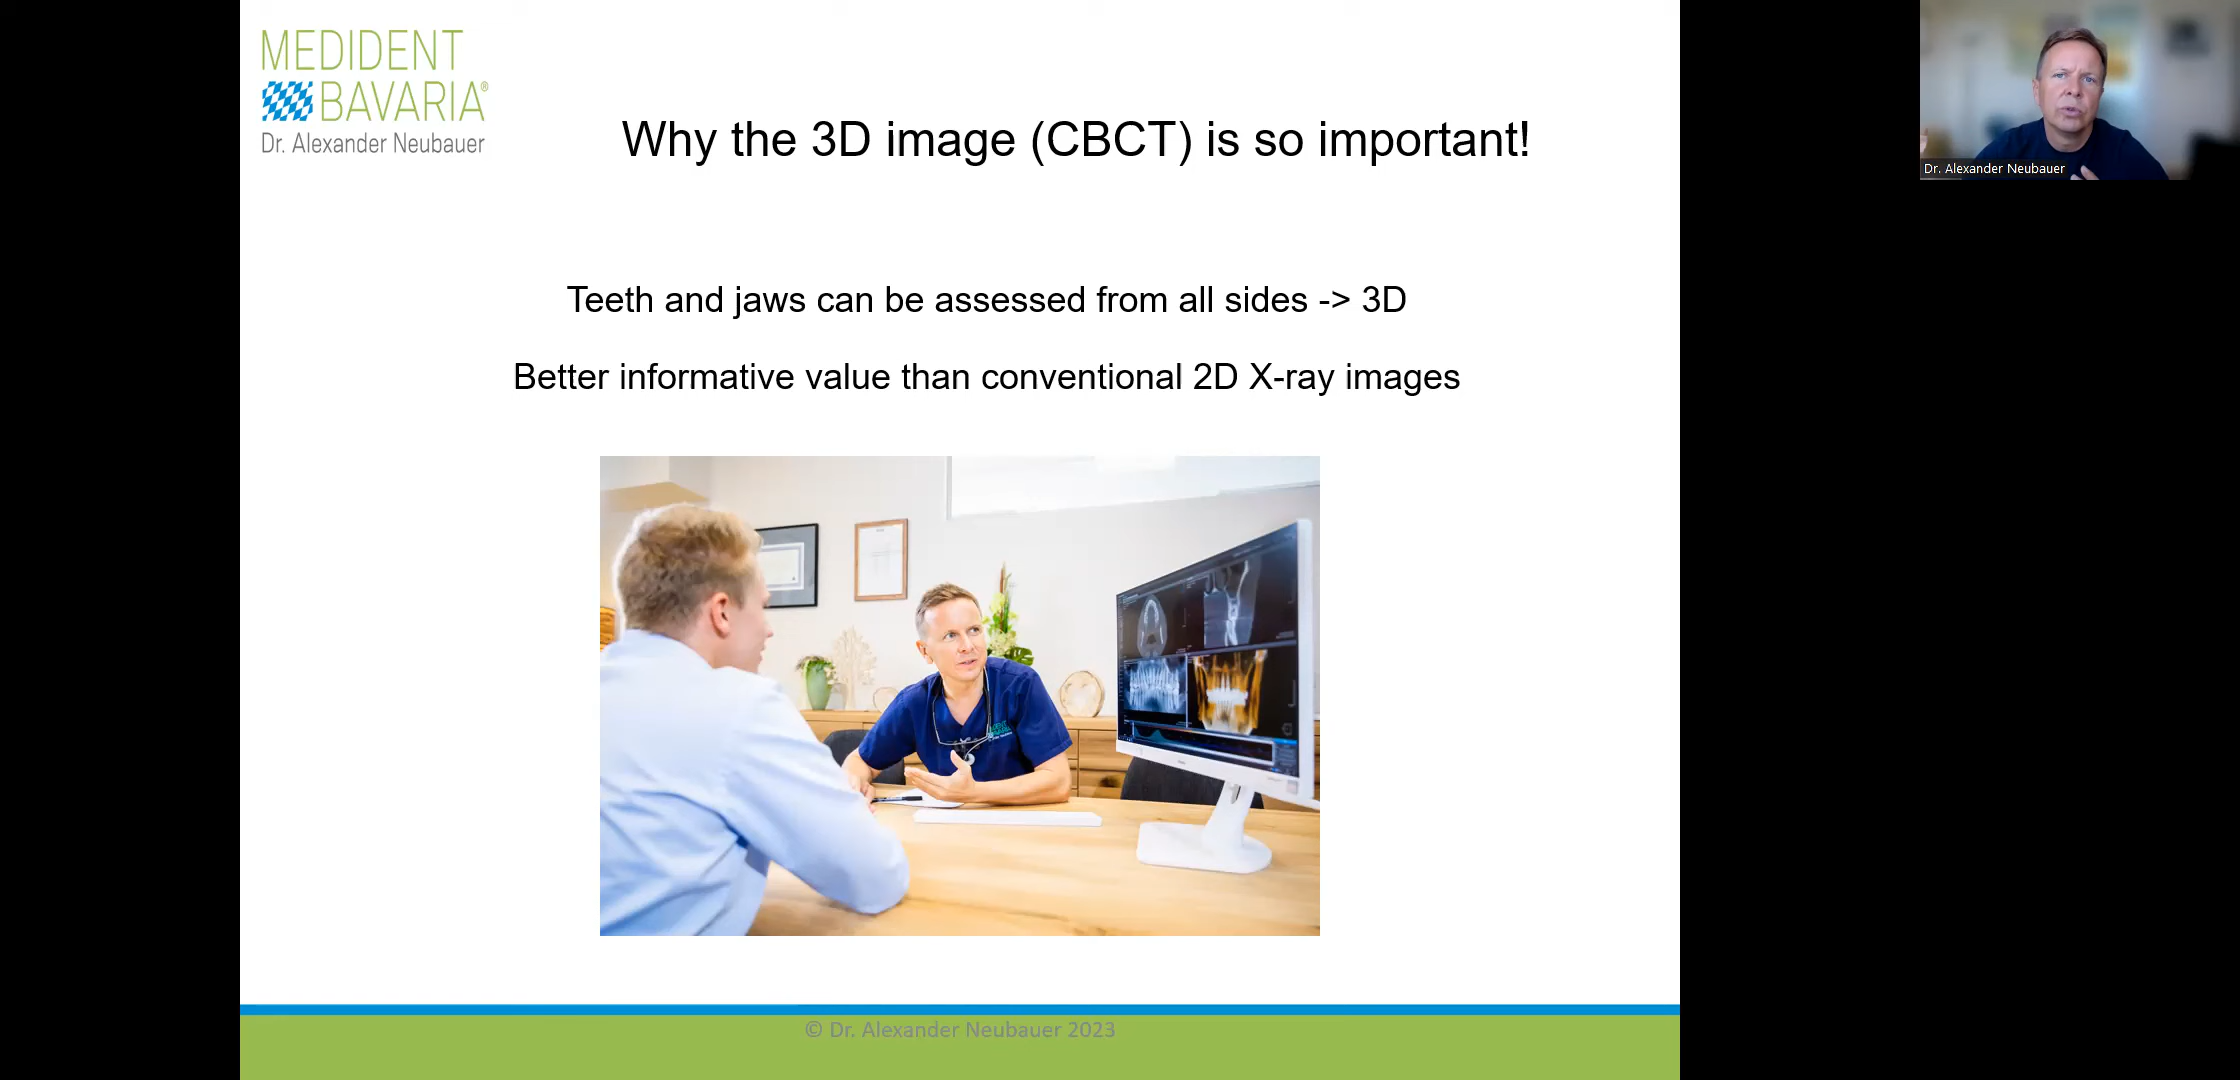 MEDIDENT
BAVARIA®
Dr. Alexander Neubauer
Why the 3D image (CBCT) is so important!
Teeth and jaws can be assessed from all sides -> 3D
Better informative value than conventional 2D X-ray images
© Dr. Alexander Neubauer 2023
Dr. Alexander Neubauer